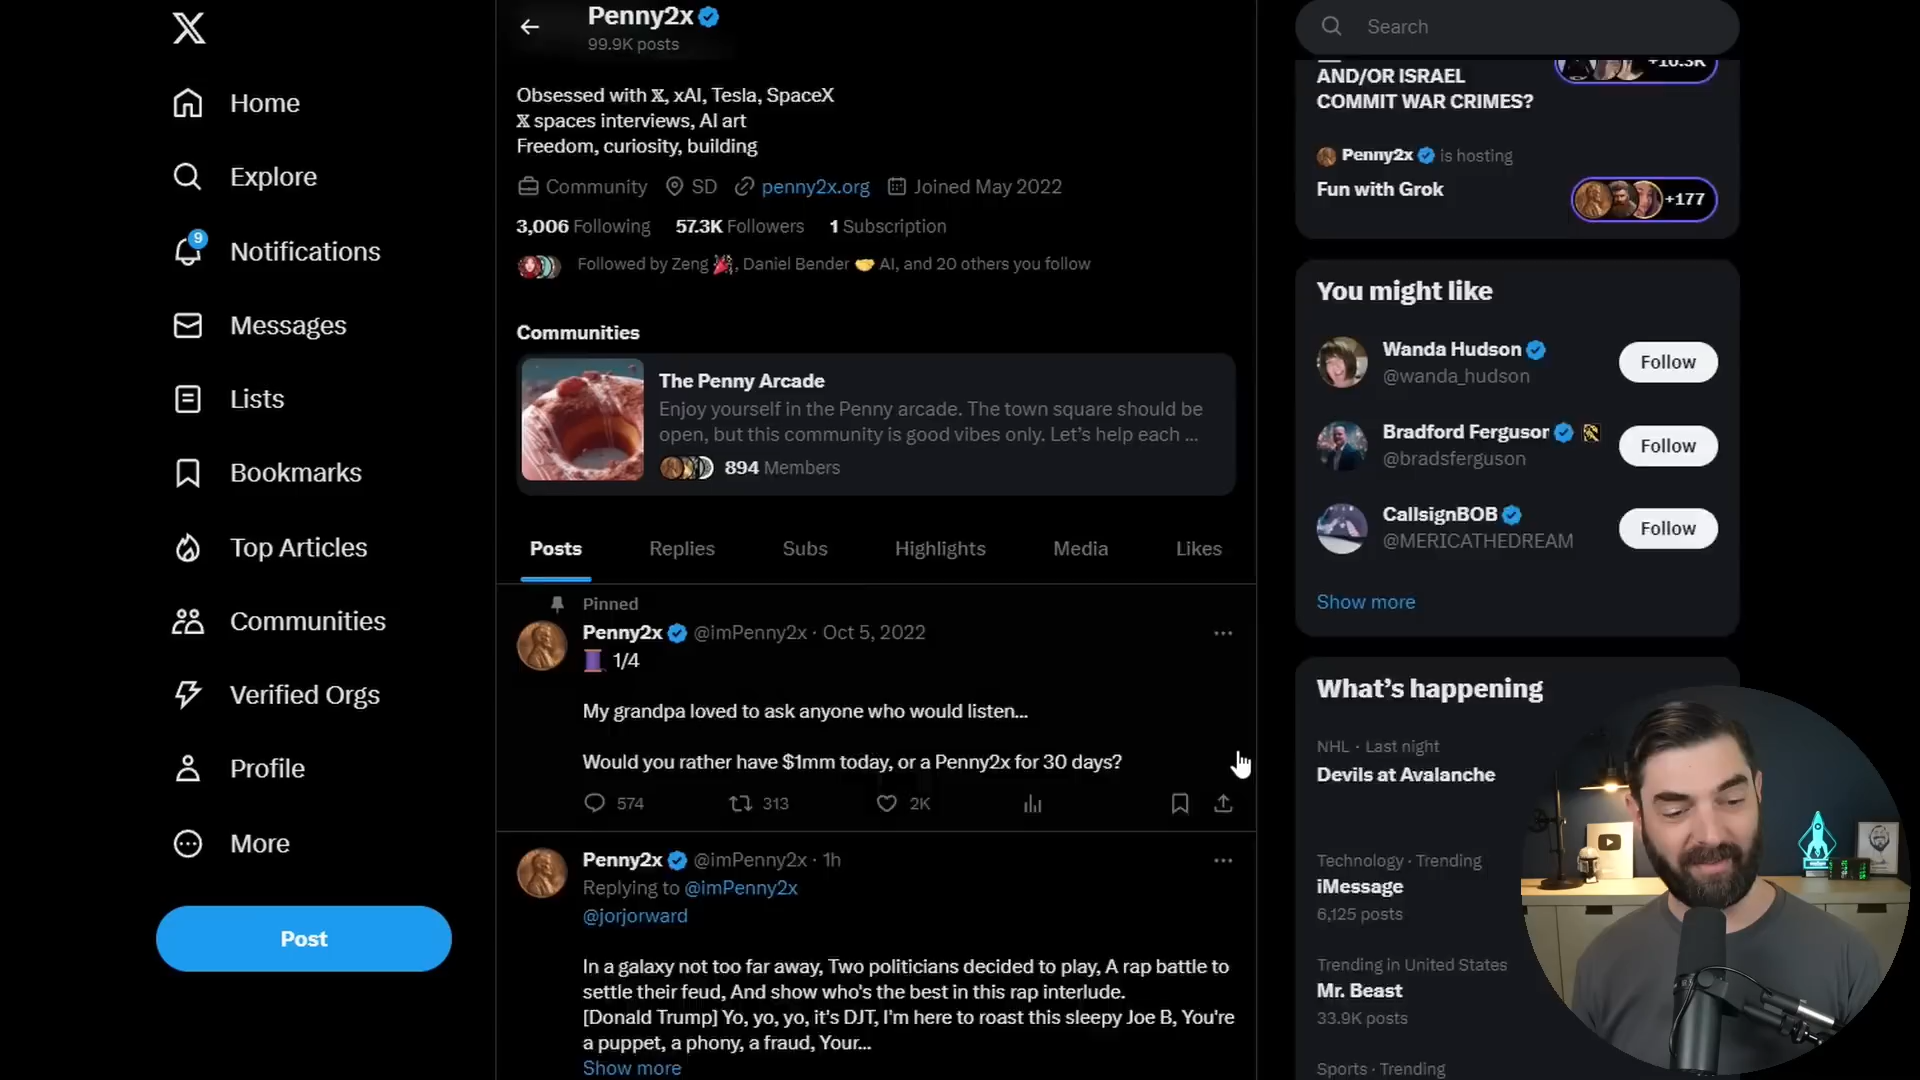 Penny2x
99.9K posts
Obsessed with 𝕏, xAI, Tesla, SpaceX
𝕏 spaces interviews, AI art
Freedom, curiosity, building
Community SD penny2x.org Joined May 2022
3,006 Following 57.3K Followers 1 Subscription
Followed by Zeng 🎉, Daniel Bender 🤝 AI, and 20 others you follow
Communities
The Penny Arcade
Enjoy yourself in the Penny arcade. The town square should be
open, but this community is good vibes only. Let's help each ...
894 Members
Posts Replies Subs Highlights Media Likes
Pinned
Penny2x @imPenny2x · Oct 5, 2022
🧵 1/4
My grandpa loved to ask anyone who would listen...
Would you rather have $1mm today, or a Penny2x for 30 days?
574 313 2K
Penny2x @imPenny2x · 1h
Replying to @imPenny2x
@jorjorward
In a galaxy not too far away, Two politicians decided to play, A rap battle to
settle their feud, And show who's the best in this rap interlude.
[Donald Trump] Yo, yo, yo, it's DJT, I'm here to roast this sleepy Joe B, You're
a puppet, a phony, a fraud, Your...
Show more
X
Home
Explore
9
Notifications
Messages
Lists
Bookmarks
Top Articles
Communities
Verified Orgs
Profile
More
Post
Search
AND/OR ISRAEL
COMMIT WAR CRIMES?
+10.3K
Penny2x is hosting
Fun with Grok
+177
You might like
Wanda Hudson
@wanda_hudson
Follow
Bradford Ferguson
@bradsferguson
Follow
CallsignBOB
@MERICATHEDREAM
Follow
Show more
What's happening
NHL · Last night
Devils at Avalanche
Technology · Trending
iMessage
6,125 posts
Trending in United States
Mr. Beast
33.9K posts
Sports · Trending